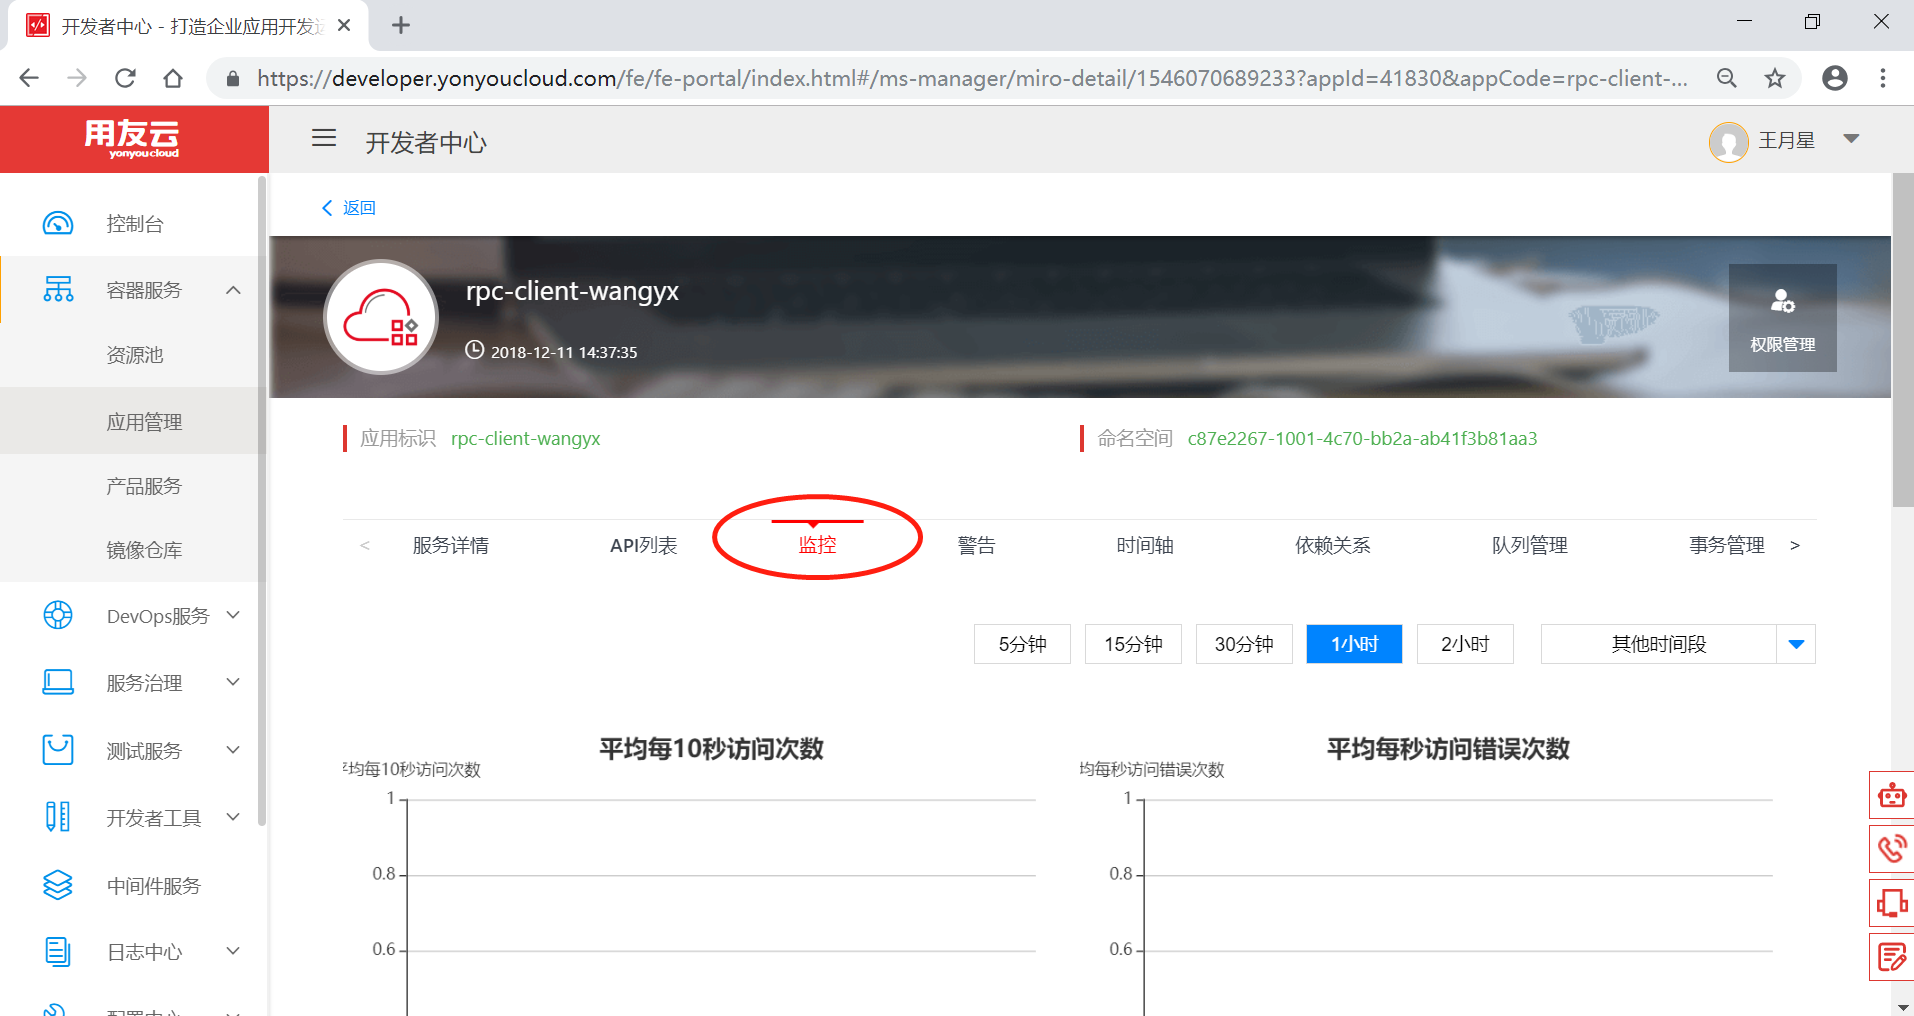 开发者中心 - 打造企业应用开发运
https://developer.yonyoucloud.com/fe/fe-portal/index.html#/ms-manager/miro-detail/1546070689233?appId=41830&appCode=rpc-client-...
用友云
yonyoucloud
开发者中心
王月星
控制台
容器服务
资源池
应用管理
产品服务
镜像仓库
DevOps服务
服务治理
测试服务
开发者工具
中间件服务
日志中心
配置中心
返回
rpc-client-wangyx
2018-12-11 14:37:35
权限管理
应用标识 rpc-client-wangyx
命名空间 c87e2267-1001-4c70-bb2a-ab41f3b81aa3
< 服务详情 API列表 监控 警告 时间轴 依赖关系 队列管理 事务管理 >
5分钟 15分钟 30分钟 1小时 2小时 其他时间段
平均每10秒访问次数
平均每10秒访问次数
1
0.8
0.6
平均每秒访问错误次数
均每秒访问错误次数
1
0.8
0.6